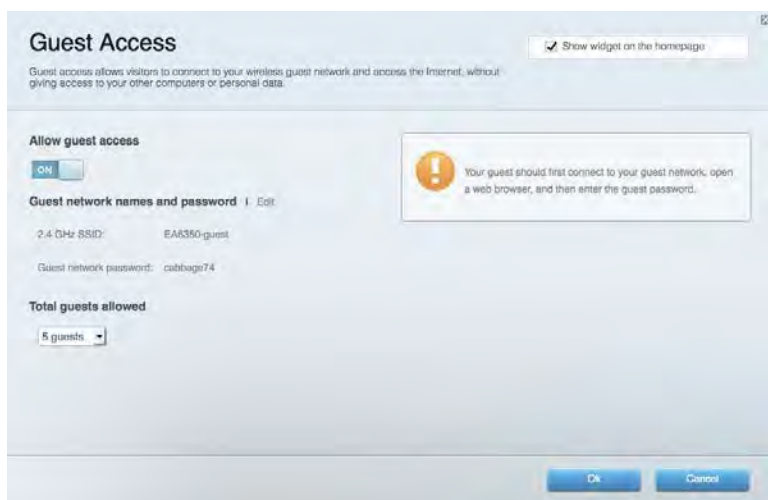 Guest Access
Show widget on the homepage
Guest access allows visitors to connect to your wireless guest network and access the Internet, without
giving access to your other computers or personal data.
Allow guest access
ON
Your guest should first connect to your guest network, open
a web browser, and then enter the guest password.
Guest network names and password | Edit
2.4 GHz SSID: EA6350-guest
Guest network password: cabbage74
Total guests allowed
5 guests
Ok Cancel